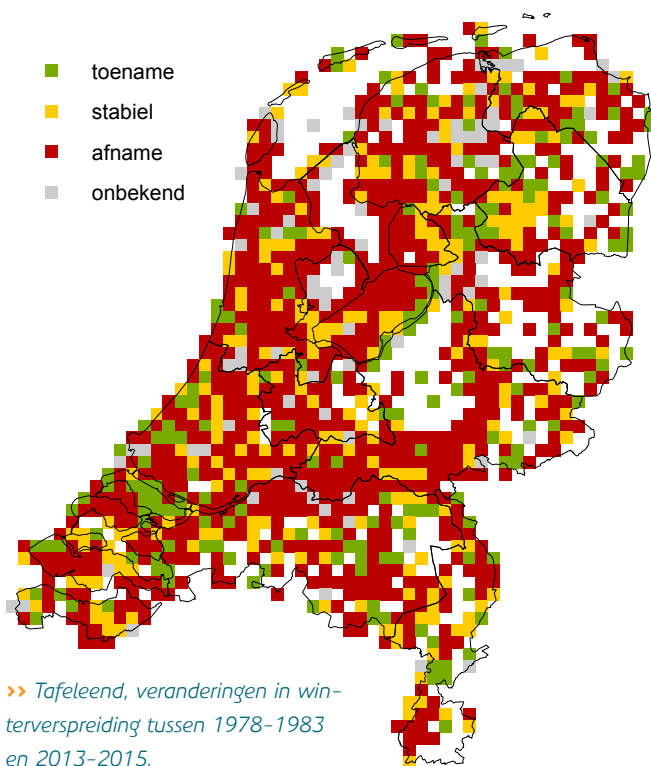 toename
stabiel
afname
onbekend
>> Tafeleend, veranderingen in win-
terverspreiding tussen 1978-1983
en 2013-2015.